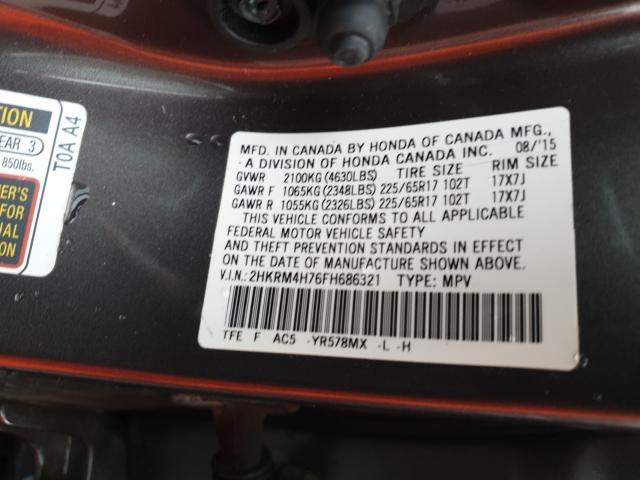 TION
EAR 3
850lbs.
ER'S
FOR
AL
ON
T0A A4
MFD. IN CANADA BY HONDA OF CANADA MFG.,
A DIVISION OF HONDA CANADA INC. 08/'15
GVWR 2100KG (4630LBS) TIRE SIZE RIM SIZE
GAWR F 1065KG (2348LBS) 225/65R17 102T 17X7J
GAWR R 1055KG (2326LBS) 225/65R17 102T 17X7J
THIS VEHICLE CONFORMS TO ALL APPLICABLE
FEDERAL MOTOR VEHICLE SAFETY
AND THEFT PREVENTION STANDARDS IN EFFECT
ON THE DATE OF MANUFACTURE SHOWN ABOVE.
V.I.N.: 2HKRM4H76FH686321 TYPE: MPV
TFE F AC5 -YR578MX -L -H